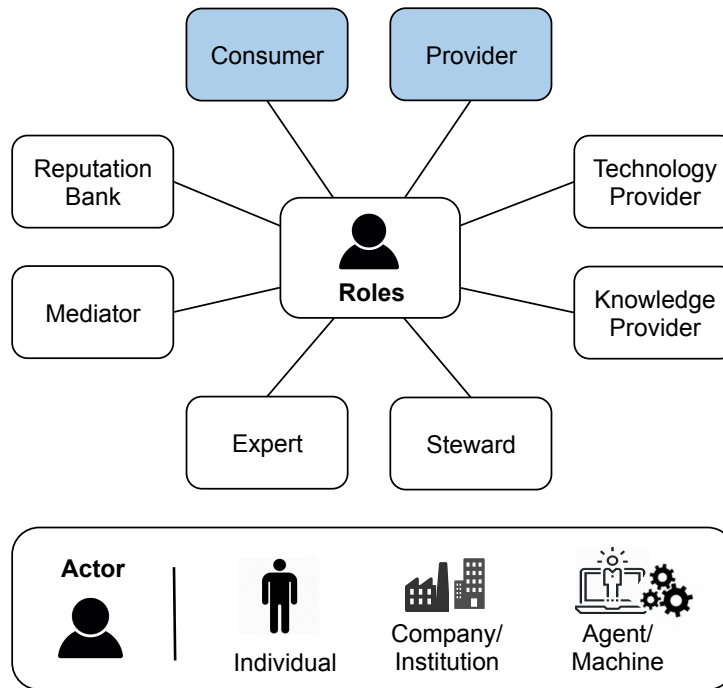 Consumer
Provider
Reputation
Bank
Technology
Provider
Roles
Mediator
Knowledge
Provider
Expert
Steward
Actor
Individual
Company/
Institution
Agent/
Machine